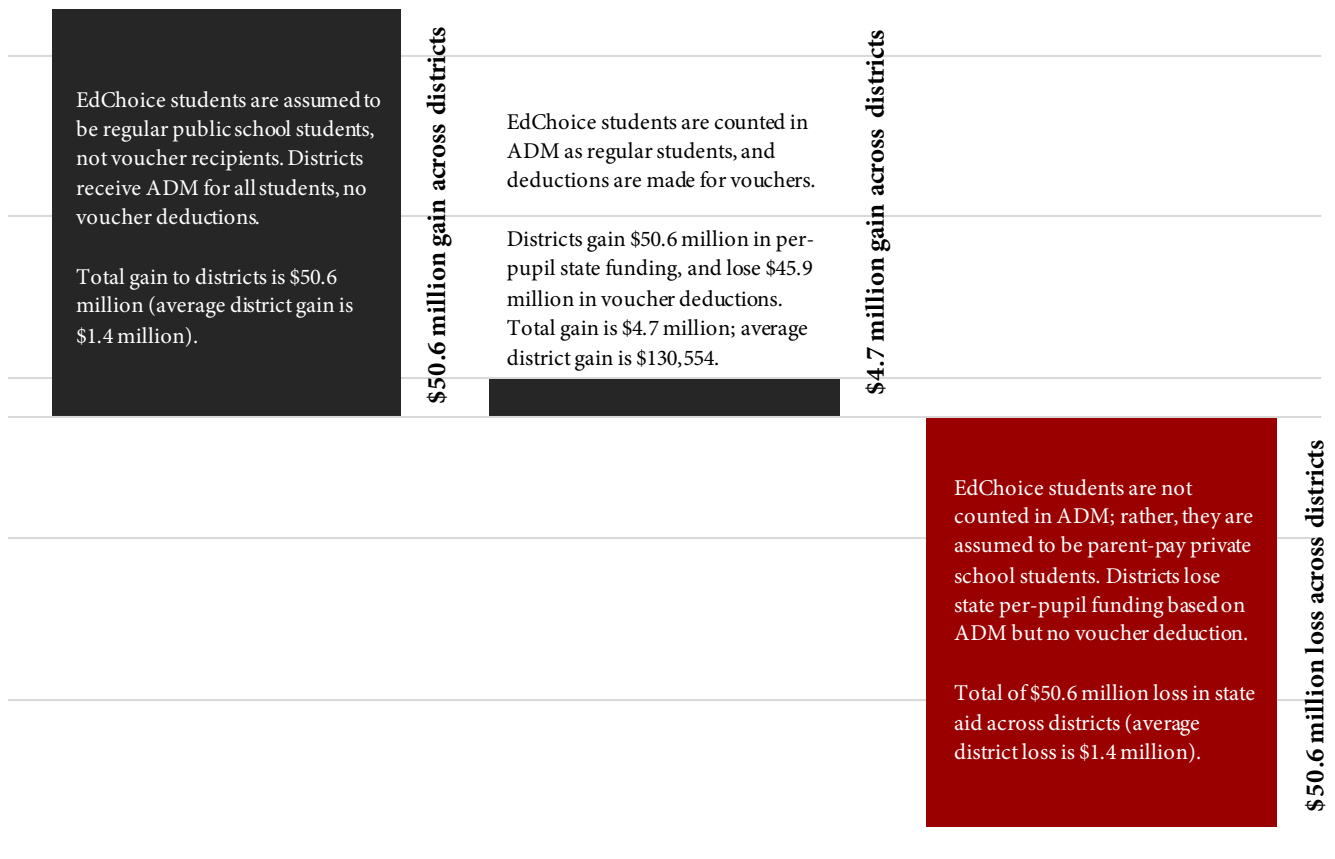 EdChoice students are assumed to
be regular public school students,
not voucher recipients. Districts
receive ADM for all students, no
voucher deductions.
Total gain to districts is $50.6
million (average district gain is
$1.4 million).
$50.6 million gain across districts
EdChoice students are counted in
ADM as regular students, and
deductions are made for vouchers.
Districts gain $50.6 million in per-
pupil state funding, and lose $45.9
million in voucher deductions.
Total gain is $4.7 million; average
district gain is $130,554.
$4.7 million gain across districts
EdChoice students are not
counted in ADM; rather, they are
assumed to be parent-pay private
school students. Districts lose
state per-pupil funding based on
ADM but no voucher deduction.
Total of $50.6 million loss in state
aid across districts (average
district loss is $1.4 million).
$50.6 million loss across districts